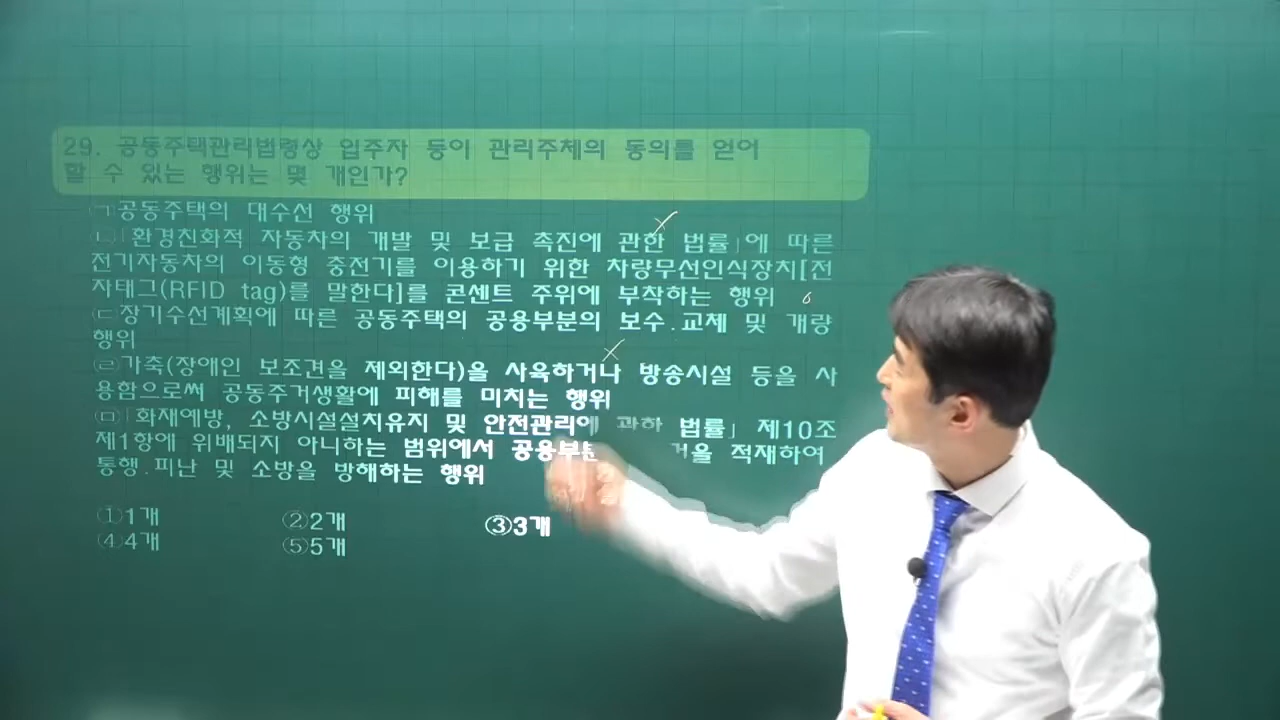 29. 공동주택관리법령상 입주자 등이 관리주체의 동의를 얻어
할 수 있는 행위는 몇 개인가?
㉠공동주택의 대수선 행위
㉡「환경친화적 자동차의 개발 및 보급 촉진에 관한 법률」에 따른
전기자동차의 이동형 충전기를 이용하기 위한 차량무선인식장치[전
자태그(RFID tag)를 말한다]를 콘센트 주위에 부착하는 행위
㉢장기수선계획에 따른 공동주택의 공용부분의 보수.교체 및 개량
행위
㉣가축(장애인 보조견을 제외한다)을 사육하거나 방송시설 등을 사
용함으로써 공동주거생활에 피해를 미치는 행위
㉤「화재예방, 소방시설설치유지 및 안전관리에 법률」 제10조
제1항에 위배되지 아니하는 범위에서 적재하여
통행.피난 및 소방을 방해하는 행위
①1개 ②2개 ③3개
④4개 ⑤5개